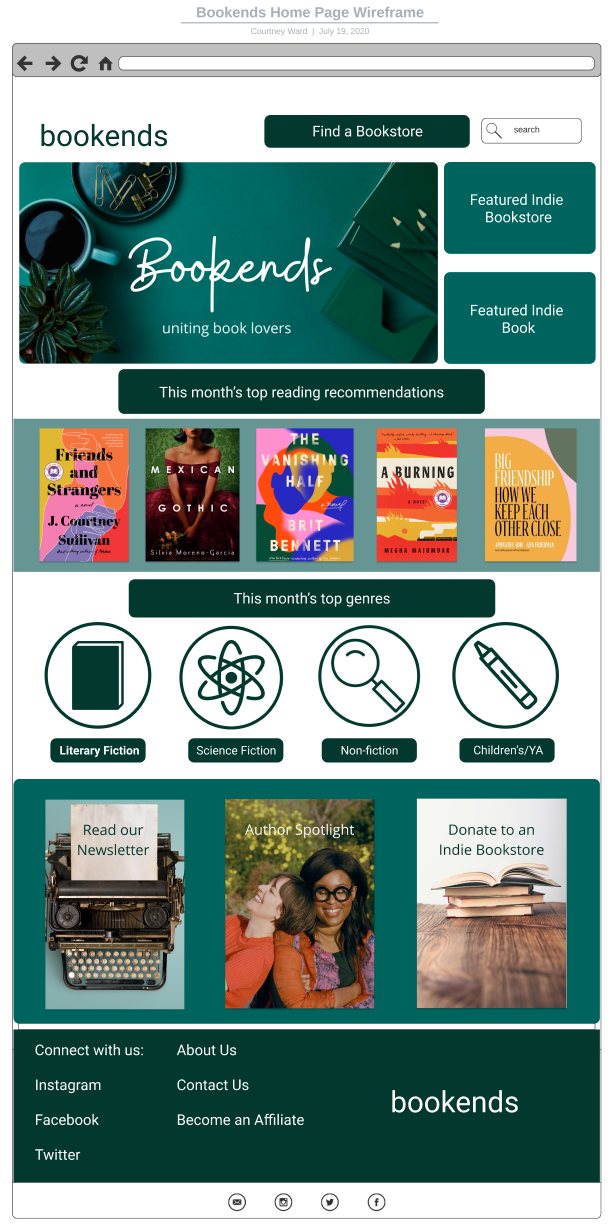 Bookends Home Page Wireframe
Courtney Ward | July 19, 2020
bookends
Find a Bookstore
search
Bookends
uniting book lovers
Featured Indie
Bookstore
Featured Indie
Book
This month's top reading recommendations
Friends
and
Strangers
a novel
J. Courtney
Sullivan
MEXICAN
GOTHIC
Silvia Moreno-Garcia
THE
VANISHING
HALF
a novel
BRIT
BENNETT
A BURNING
A NOVEL
MEGHA MAJUMDAR
BIG
FRIENDSHIP
HOW WE
KEEP EACH
OTHER CLOSE
This month's top genres
Literary Fiction
Science Fiction
Non-fiction
Children's/YA
Read our
Newsletter
Author Spotlight
Donate to an
Indie Bookstore
Connect with us:
Instagram
Facebook
Twitter
About Us
Contact Us
Become an Affiliate
bookends